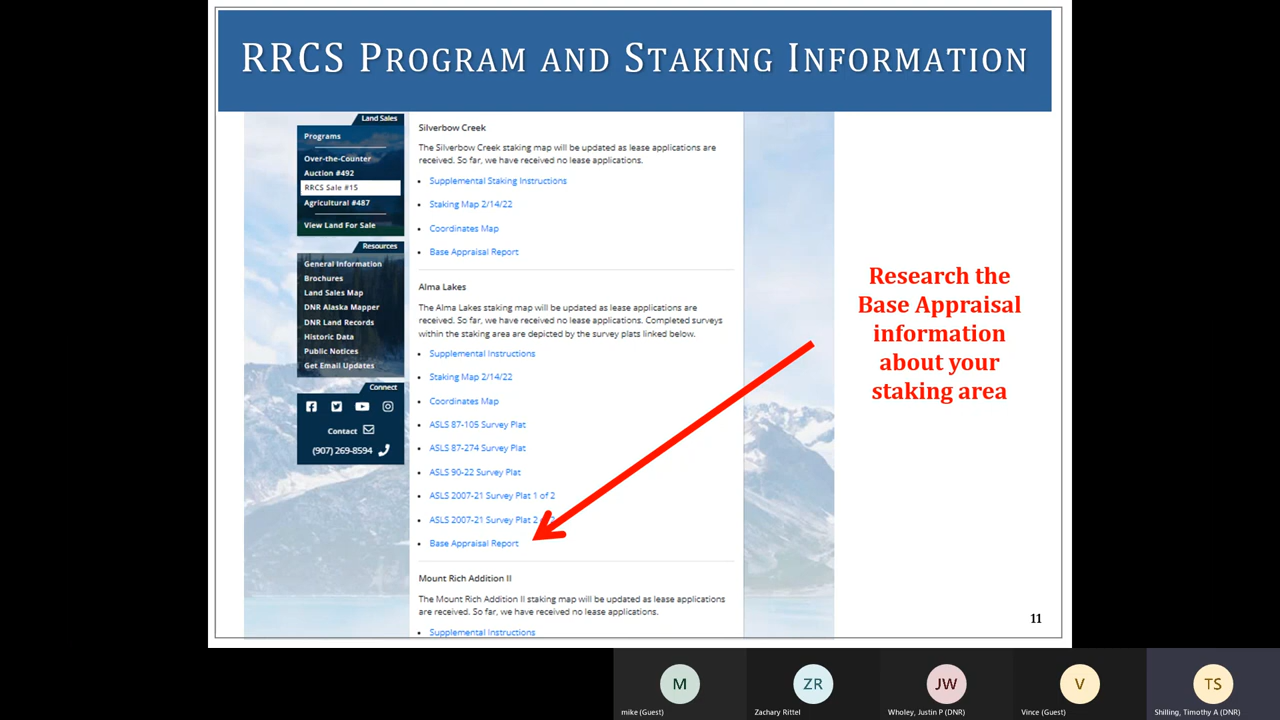 RRCS PROGRAM AND STAKING INFORMATION
Land Sales
Programs
Over-the-Counter
Auction #492
RRCS Sale #15
Agricultural #487
View Land For Sale
Resources
General Information
Brochures
Land Sales Map
DNR Alaska Mapper
DNR Land Records
Historic Data
Public Notices
Get Email Updates
Connect
Contact
(907) 269-8594
Silverbow Creek
The Silverbow Creek staking map will be updated as lease applications are
received. So far, we have received no lease applications.
• Supplemental Staking Instructions
• Staking Map 2/14/22
• Coordinates Map
• Base Appraisal Report
Alma Lakes
The Alma Lakes staking map will be updated as lease applications are
received. So far, we have received no lease applications. Completed surveys
within the staking area are depicted by the survey plats linked below.
• Supplemental Instructions
• Staking Map 2/14/22
• Coordinates Map
• ASLS 87-105 Survey Plat
• ASLS 87-274 Survey Plat
• ASLS 90-22 Survey Plat
• ASLS 2007-21 Survey Plat 1 of 2
• ASLS 2007-21 Survey Plat 2
• Base Appraisal Report
Mount Rich Addition II
The Mount Rich Addition II staking map will be updated as lease applications
are received. So far, we have received no lease applications.
• Supplemental Instructions
Research the
Base Appraisal
information
about your
staking area
11
M
ZR
JW
V
TS
mike (Guest)
Zachary Rittel
Wholey, Justin P (DNR)
Vince (Guest)
Shilling, Timothy A (DNR)